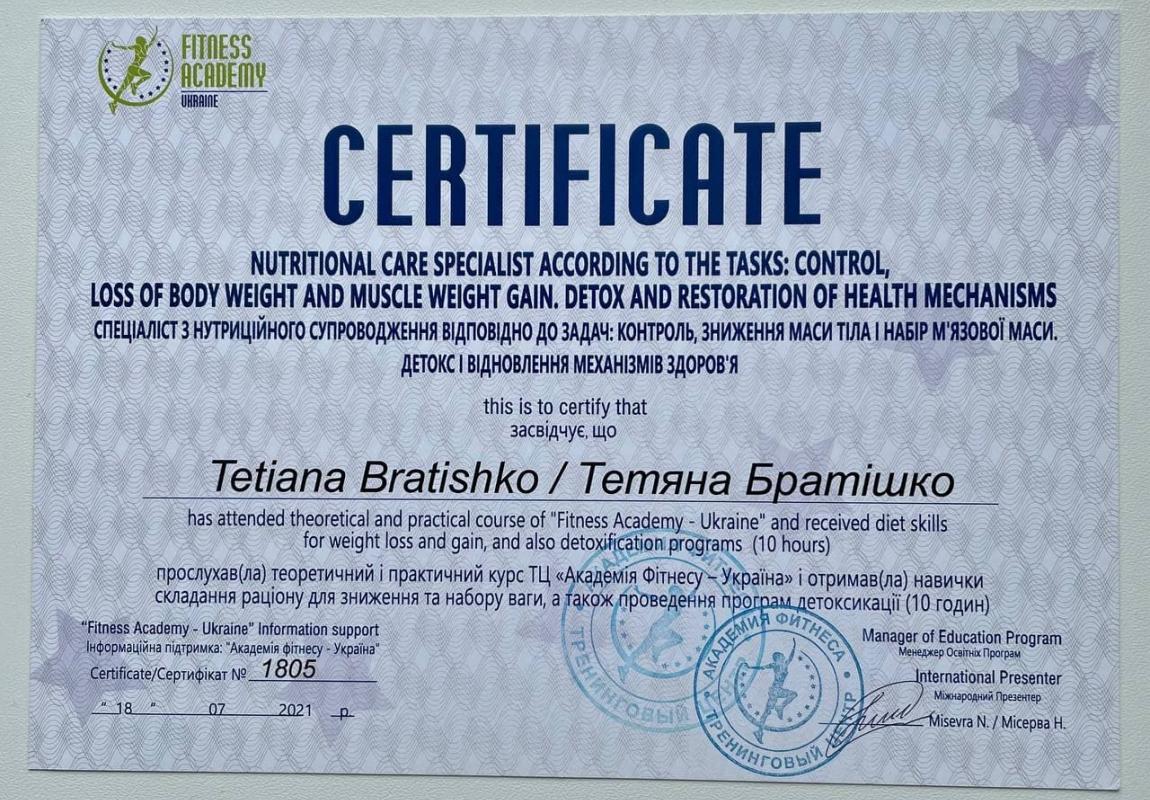 FITNESS
ACADEMY
UKRAINE
CERTIFICATE
NUTRITIONAL CARE SPECIALIST ACCORDING TO THE TASKS: CONTROL,
LOSS OF BODY WEIGHT AND MUSCLE WEIGHT GAIN. DETOX AND RESTORATION OF HEALTH MECHANISMS
СПЕЦІАЛІСТ З НУТРИЦІЙНОГО СУПРОВОДЖЕННЯ ВІДПОВІДНО ДО ЗАДАЧ: КОНТРОЛЬ, ЗНИЖЕННЯ МАСИ ТІЛА І НАБІР М'ЯЗОВОЇ МАСИ.
ДЕТОКС І ВІДНОВЛЕННЯ МЕХАНІЗМІВ ЗДОРОВ'Я
this is to certify that
засвідчує, що
Tetiana Bratishko / Тетяна Братішко
has attended theoretical and practical course of "Fitness Academy - Ukraine" and received diet skills
for weight loss and gain, and also detoxification programs (10 hours)
прослухав(ла) теоретичний і практичний курс ТЦ «Академія Фітнесу – Україна» і отримав(ла) навички
складання раціону для зниження та набору ваги, а також проведення програм детоксикації (10 годин)
"Fitness Academy - Ukraine" Information support
Інформаційна підтримка: "Академія фітнесу - Україна"
Certificate/Сертифікат № 1805
" 18 " 07 2021 р
Manager of Education Program
Менеджер Освітніх Програм
International Presenter
Міжнародний Презентер
Misevra N. / Місерва Н.
АКАДЕМИЯ ФИТНЕСА
ТРЕНИНГОВЫЙ ЦЕНТР
ТРЕНИНГОВЫЙ